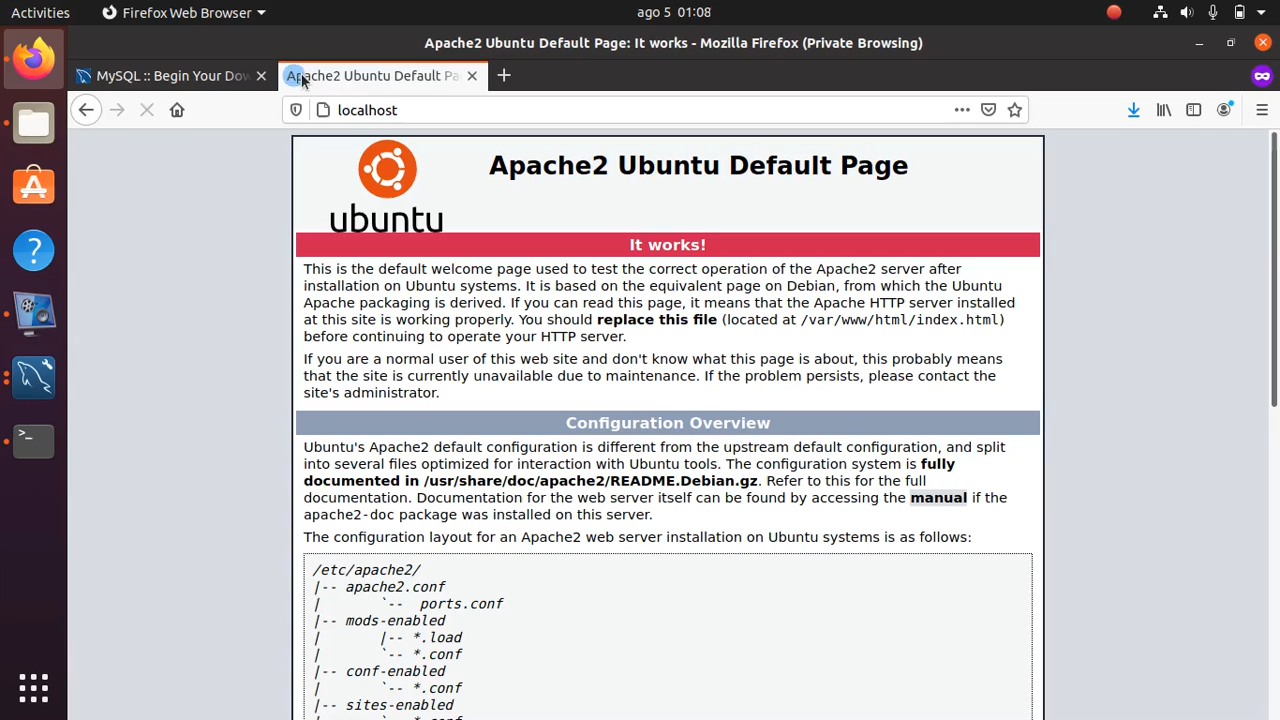 Activities Firefox Web Browser ago 5 01:08
Apache2 Ubuntu Default Page: It works - Mozilla Firefox (Private Browsing)
MySQL :: Begin Your Dow Apache2 Ubuntu Default Pa
localhost
ubuntu
Apache2 Ubuntu Default Page
It works!
This is the default welcome page used to test the correct operation of the Apache2 server after
installation on Ubuntu systems. It is based on the equivalent page on Debian, from which the Ubuntu
Apache packaging is derived. If you can read this page, it means that the Apache HTTP server installed
at this site is working properly. You should replace this file (located at /var/www/html/index.html)
before continuing to operate your HTTP server.
If you are a normal user of this web site and don't know what this page is about, this probably means
that the site is currently unavailable due to maintenance. If the problem persists, please contact the
site's administrator.
Configuration Overview
Ubuntu's Apache2 default configuration is different from the upstream default configuration, and split
into several files optimized for interaction with Ubuntu tools. The configuration system is fully
documented in /usr/share/doc/apache2/README.Debian.gz. Refer to this for the full
documentation. Documentation for the web server itself can be found by accessing the manual if the
apache2-doc package was installed on this server.
The configuration layout for an Apache2 web server installation on Ubuntu systems is as follows:
/etc/apache2/
|-- apache2.conf
|       `--  ports.conf
|-- mods-enabled
|       |-- *.load
|       `-- *.conf
|-- conf-enabled
|       `-- *.conf
|-- sites-enabled
|       `-- *.conf